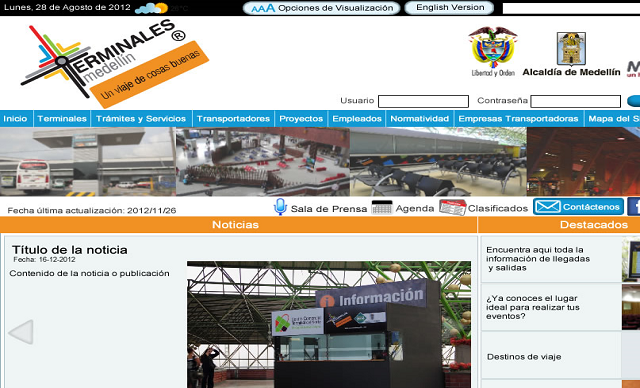 Lunes, 28 de Agosto de 2012
AAA Opciones de Visualización
English Version
TERMINALES
medellín
®
Un viaje de cosas buenas
Libertad y Orden
Alcaldía de Medellín
Usuario
Contraseña
Inicio Terminales Trámites y Servicios Transportadores Proyectos Empleados Normatividad Empresas Transportadoras Mapa del S
Fecha última actualización: 2012/11/26
Sala de Prensa
Agenda
Clasificados
Contáctenos
Noticias
Destacados
Título de la noticia
Fecha: 16-12-2012
Contenido de la noticia o publicación
i Información
Encuentra aqui toda la
información de llegadas
y salidas
¿Ya conoces el lugar
ideal para realizar tus
eventos?
Destinos de viaje